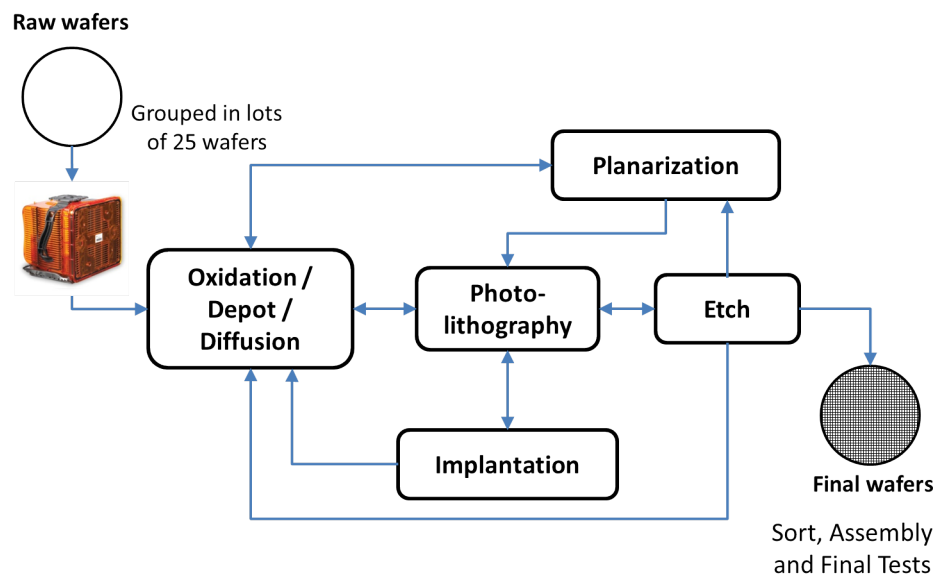 Raw wafers
Grouped in lots
of 25 wafers
Planarization
Oxidation /
Depot /
Diffusion
Photo-
lithography
Etch
Implantation
Final wafers
Sort, Assembly
and Final Tests